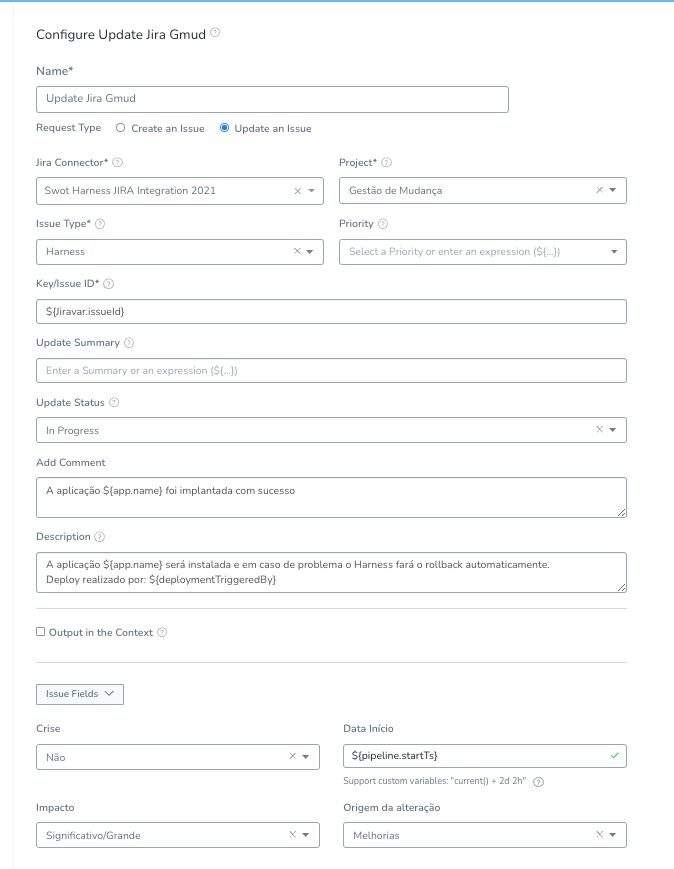 Configure Update Jira Gmud
Name*
Update Jira Gmud
Request Type Create an Issue Update an Issue
Jira Connector* Project*
Swot Harness JIRA Integration 2021 Gestão de Mudança
Issue Type* Priority
Harness Select a Priority or enter an expression (${...})
Key/Issue ID*
${Jiravar.issueId}
Update Summary
Enter a Summary or an expression (${...})
Update Status
In Progress
Add Comment
A aplicação ${app.name} foi implantada com sucesso
Description
A aplicação ${app.name} será instalada e em caso de problema o Harness fará o rollback automaticamente.
Deploy realizado por: ${deploymentTriggeredBy}
Output in the Context
Issue Fields
Crise Data Início
Não ${pipeline.startTs}
Support custom variables: "current() + 2d 2h"
Impacto Origem da alteração
Significativo/Grande Melhorias